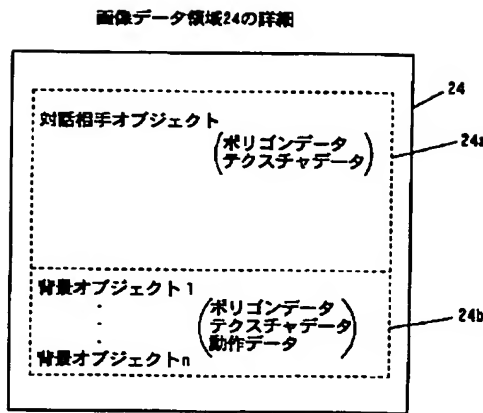 画像データ領域24の詳細
24
対話相手オブジェクト
ポリゴンデータ
テクスチャデータ
24a
背景オブジェクト1
・
・
・
ポリゴンデータ
テクスチャデータ
動作データ
24b
背景オブジェクトn